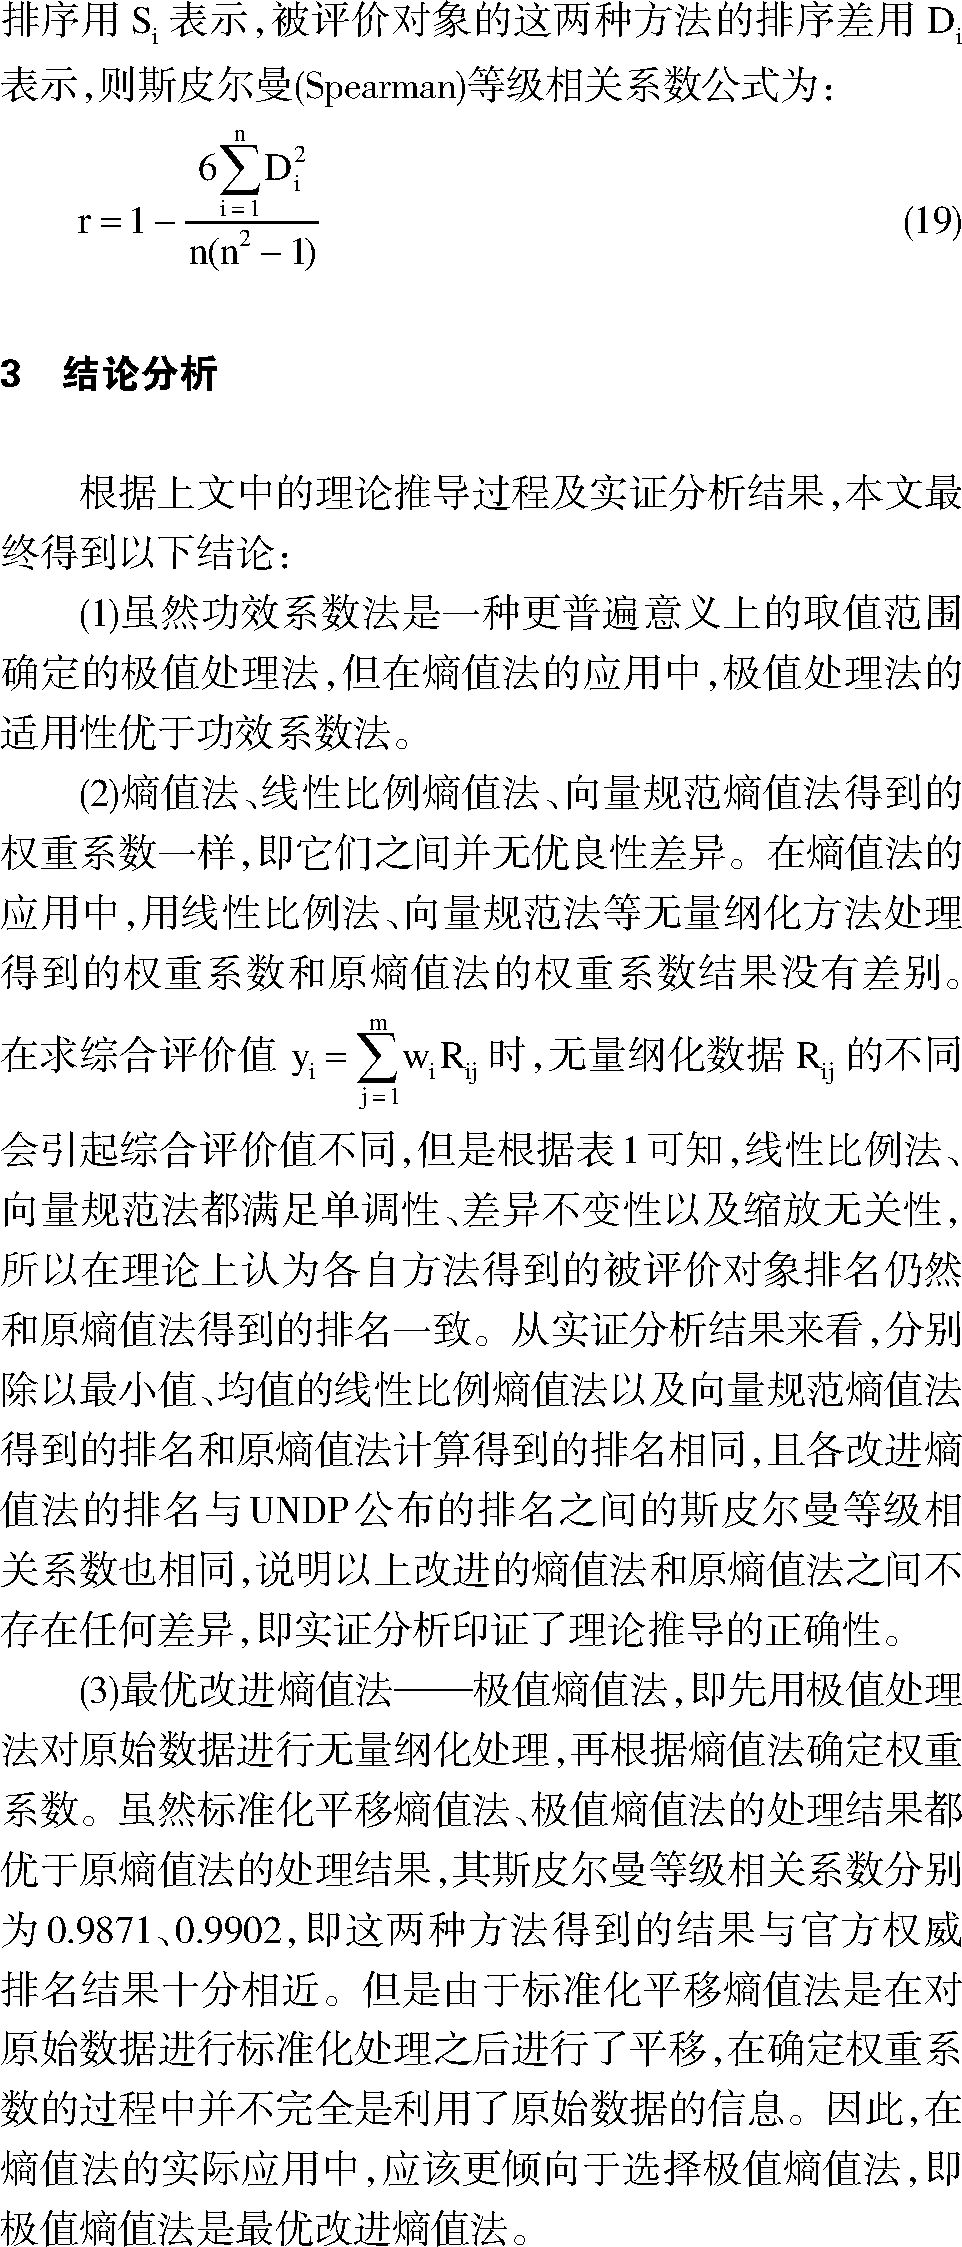 排序用 Si 表示,被评价对象的这两种方法的排序差用 Di
表示,则斯皮尔曼(Spearman)等级相关系数公式为:
r = 1 − 6∑(i=1→n) Di² / n(n² − 1) (19)
3 结论分析
根据上文中的理论推导过程及实证分析结果,本文最
终得到以下结论:
(1)虽然功效系数法是一种更普遍意义上的取值范围
确定的极值处理法,但在熵值法的应用中,极值处理法的
适用性优于功效系数法。
(2)熵值法、线性比例熵值法、向量规范熵值法得到的
权重系数一样,即它们之间并无优良性差异。在熵值法的
应用中,用线性比例法、向量规范法等无量纲化方法处理
得到的权重系数和原熵值法的权重系数结果没有差别。
在求综合评价值 yi = ∑(j=1→m) wiRij 时,无量纲化数据 Rij 的不同
会引起综合评价值不同,但是根据表1可知,线性比例法、
向量规范法都满足单调性、差异不变性以及缩放无关性,
所以在理论上认为各自方法得到的被评价对象排名仍然
和原熵值法得到的排名一致。从实证分析结果来看,分别
除以最小值、均值的线性比例熵值法以及向量规范熵值法
得到的排名和原熵值法计算得到的排名相同,且各改进熵
值法的排名与UNDP公布的排名之间的斯皮尔曼等级相
关系数也相同,说明以上改进的熵值法和原熵值法之间不
存在任何差异,即实证分析印证了理论推导的正确性。
(3)最优改进熵值法——极值熵值法,即先用极值处理
法对原始数据进行无量纲化处理,再根据熵值法确定权重
系数。虽然标准化平移熵值法、极值熵值法的处理结果都
优于原熵值法的处理结果,其斯皮尔曼等级相关系数分别
为0.9871、0.9902,即这两种方法得到的结果与官方权威
排名结果十分相近。但是由于标准化平移熵值法是在对
原始数据进行标准化处理之后进行了平移,在确定权重系
数的过程中并不完全是利用了原始数据的信息。因此,在
熵值法的实际应用中,应该更倾向于选择极值熵值法,即
极值熵值法是最优改进熵值法。